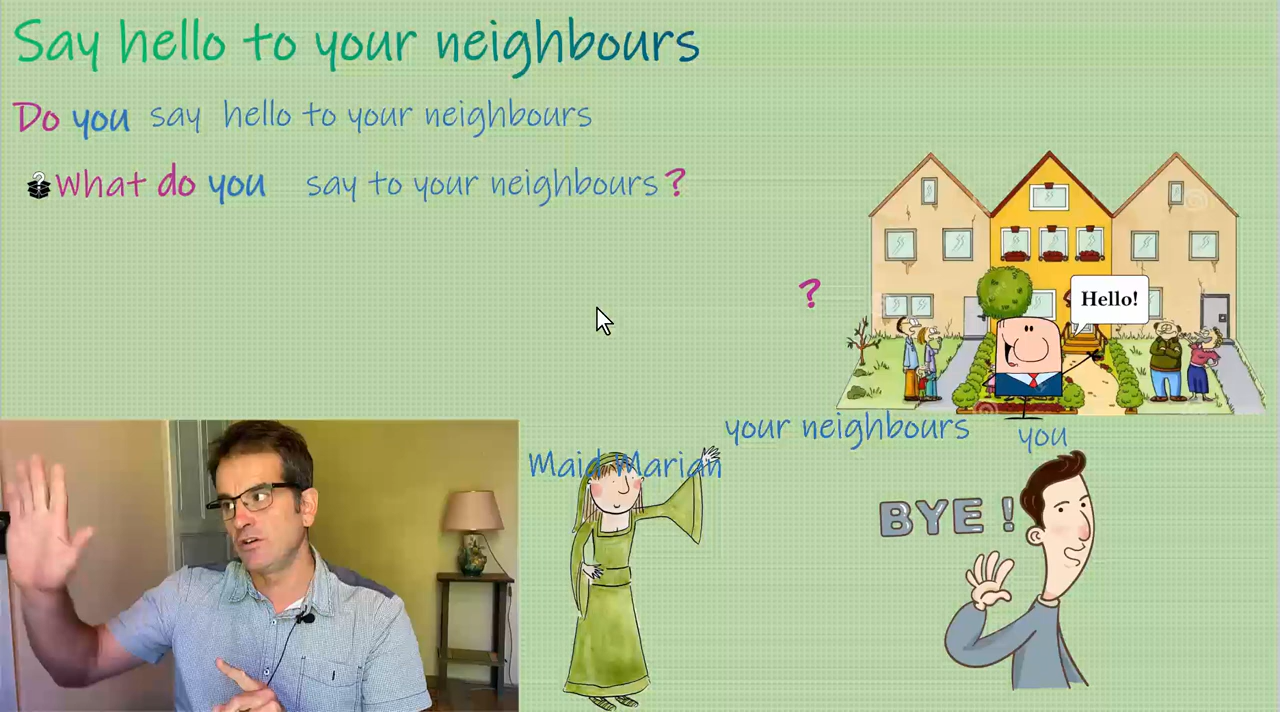 Say hello to your neighbours
Do you say hello to your neighbours
What do you say to your neighbours?
?
Hello!
your neighbours
you
Maid Marian
BYE!